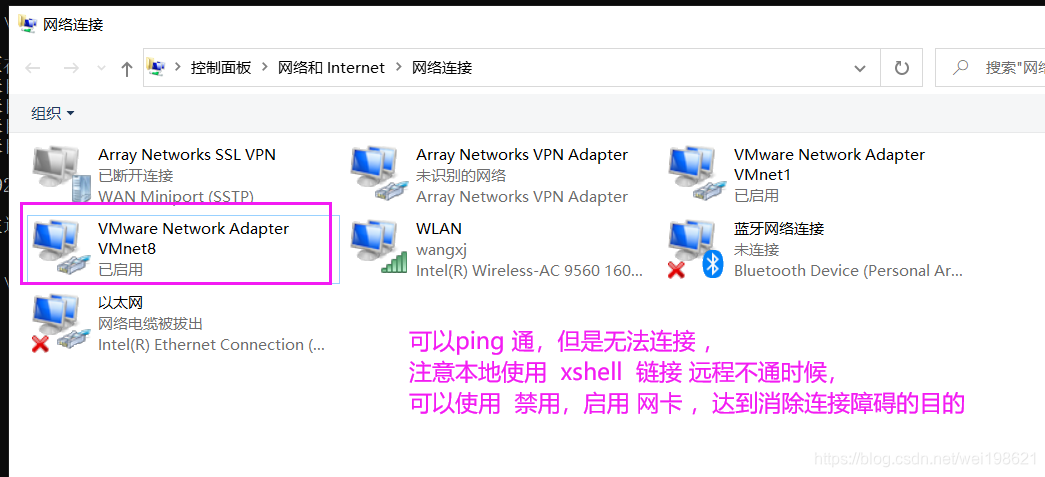 网络连接
控制面板 > 网络和 Internet > 网络连接
搜索"网络
组织
Array Networks SSL VPN
已断开连接
WAN Miniport (SSTP)
Array Networks VPN Adapter
未识别的网络
Array Networks VPN Adapter
VMware Network Adapter
VMnet1
已启用
VMware Network Adapter
VMnet8
已启用
WLAN
wangxj
Intel(R) Wireless-AC 9560 160...
蓝牙网络连接
未连接
Bluetooth Device (Personal Ar...
以太网
网络电缆被拔出
Intel(R) Ethernet Connection (...
可以ping 通，但是无法连接，
注意本地使用 xshell 链接 远程不通时候，
可以使用 禁用，启用 网卡 ，达到消除连接障碍的目的
https://blog.csdn.net/wei198621